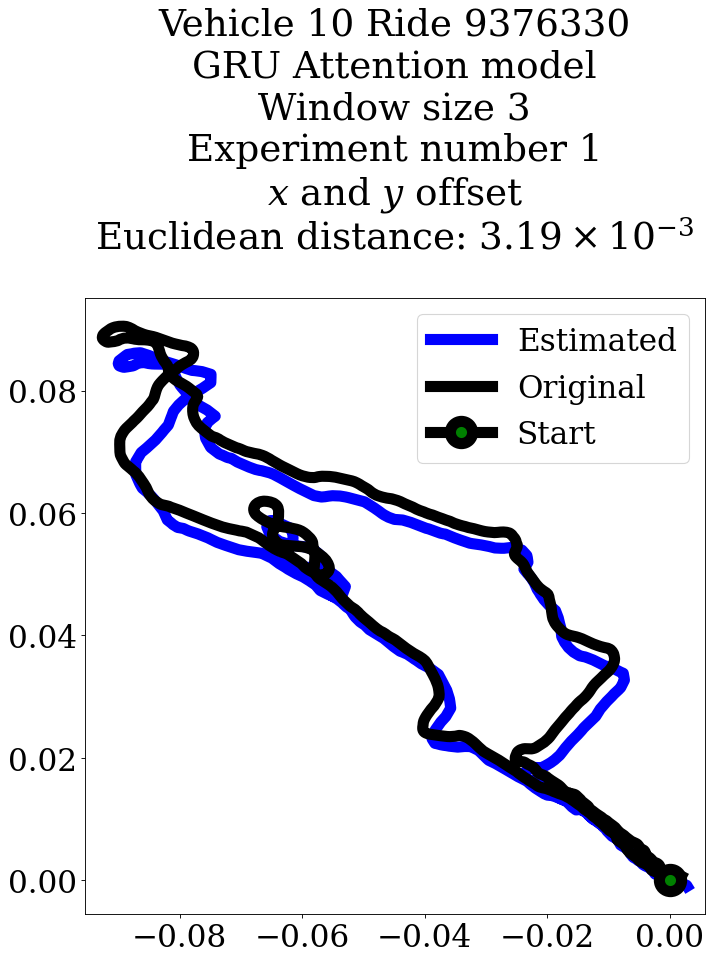 Vehicle 10 Ride 9376330
GRU Attention model
Window size 3
Experiment number 1
x and y offset
Euclidean distance: 3.19 × 10⁻³
Estimated
Original
Start
0.08
0.06
0.04
0.02
0.00
−0.08 −0.06 −0.04 −0.02 0.00